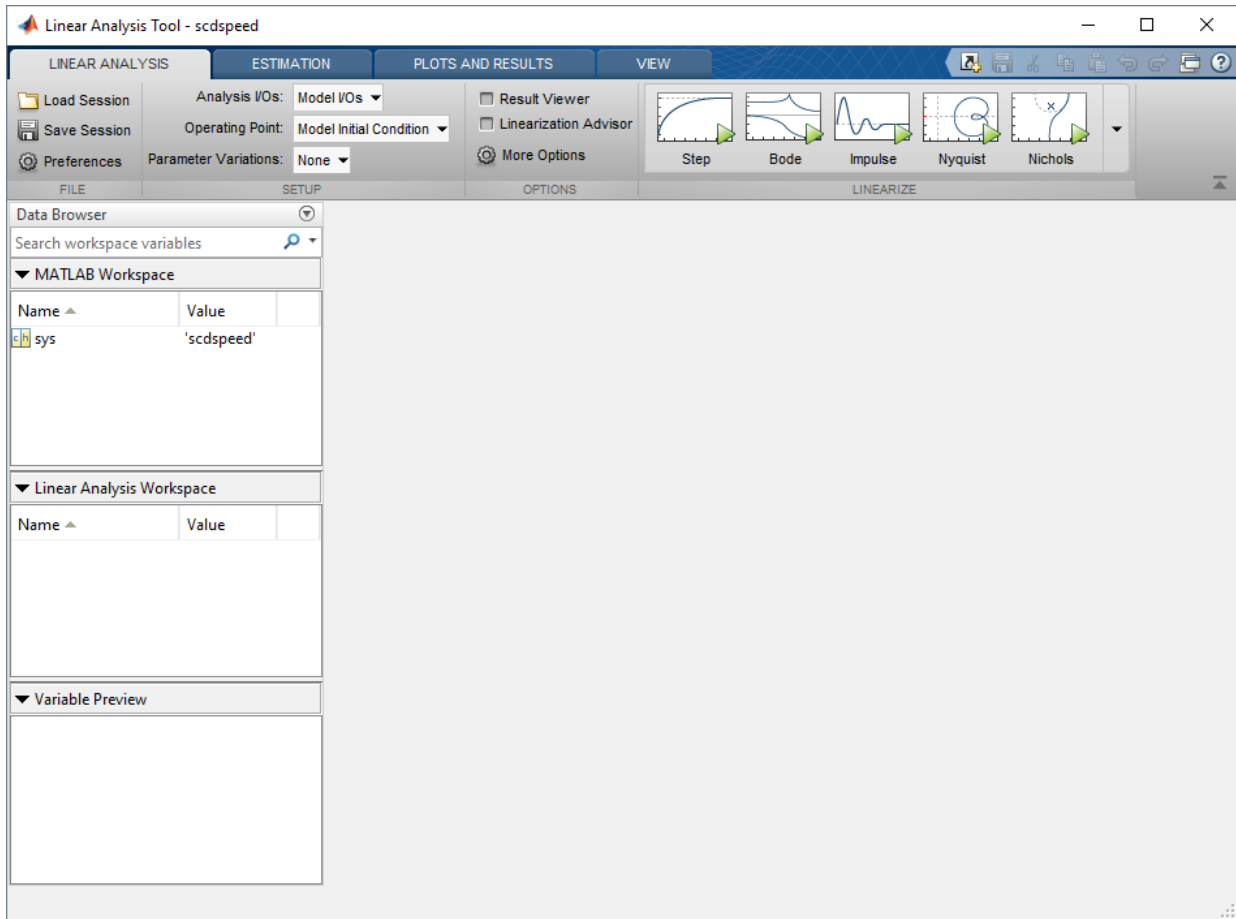 Linear Analysis Tool - scdspeed
LINEAR ANALYSIS ESTIMATION PLOTS AND RESULTS VIEW
Load Session
Save Session
Preferences
FILE
Analysis I/Os: Model I/Os
Operating Point: Model Initial Condition
Parameter Variations: None
SETUP
Result Viewer
Linearization Advisor
More Options
OPTIONS
Step Bode Impulse Nyquist Nichols
LINEARIZE
Data Browser
Search workspace variables
MATLAB Workspace
Name Value
ch sys 'scdspeed'
Linear Analysis Workspace
Name Value
Variable Preview